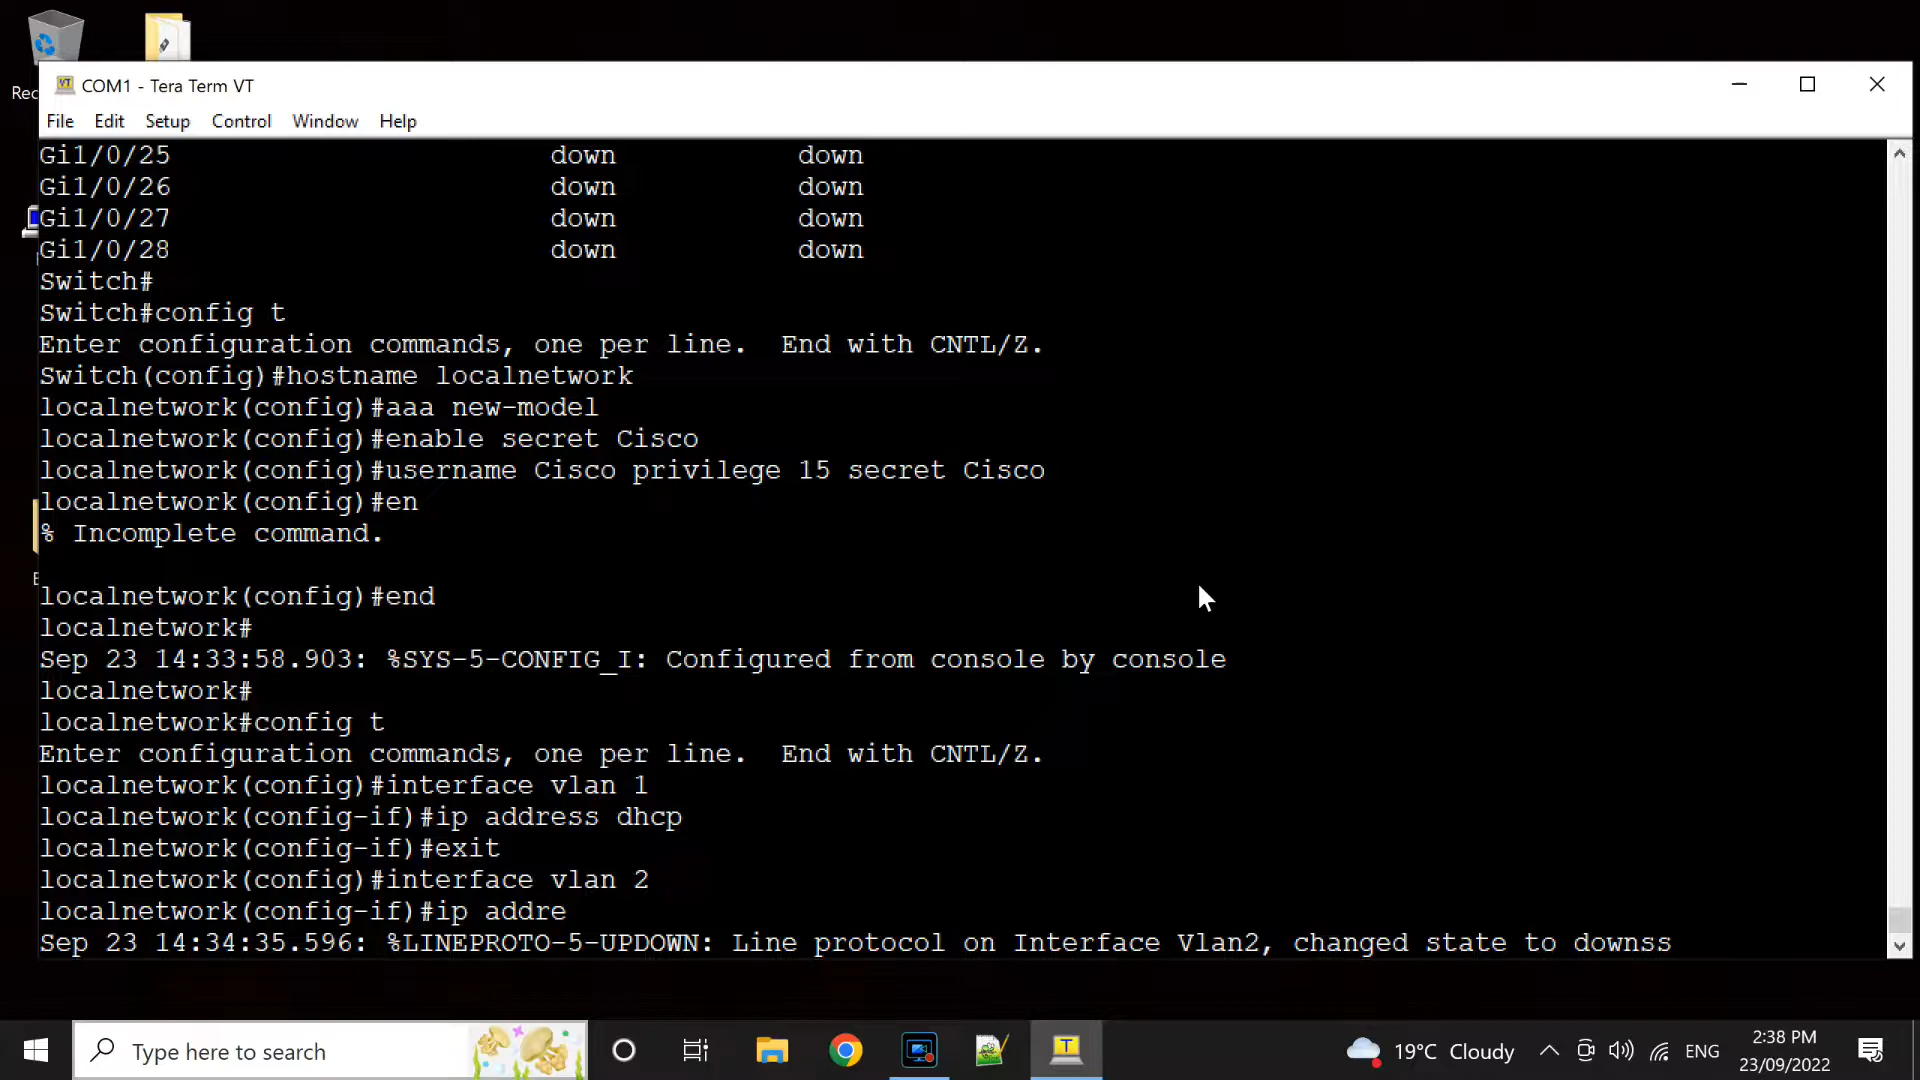 Rec
COM1 - Tera Term VT
File Edit Setup Control Window Help
Gi1/0/25 down down
Gi1/0/26 down down
Gi1/0/27 down down
Gi1/0/28 down down
Switch#
Switch#config t
Enter configuration commands, one per line.  End with CNTL/Z.
Switch(config)#hostname localnetwork
localnetwork(config)#aaa new-model
localnetwork(config)#enable secret Cisco
localnetwork(config)#username Cisco privilege 15 secret Cisco
localnetwork(config)#en
% Incomplete command.
localnetwork(config)#end
localnetwork#
Sep 23 14:33:58.903: %SYS-5-CONFIG_I: Configured from console by console
localnetwork#
localnetwork#config t
Enter configuration commands, one per line.  End with CNTL/Z.
localnetwork(config)#interface vlan 1
localnetwork(config-if)#ip address dhcp
localnetwork(config-if)#exit
localnetwork(config)#interface vlan 2
localnetwork(config-if)#ip addre
Sep 23 14:34:35.596: %LINEPROTO-5-UPDOWN: Line protocol on Interface Vlan2, changed state to downss
Type here to search
19°C Cloudy
ENG
2:38 PM
23/09/2022